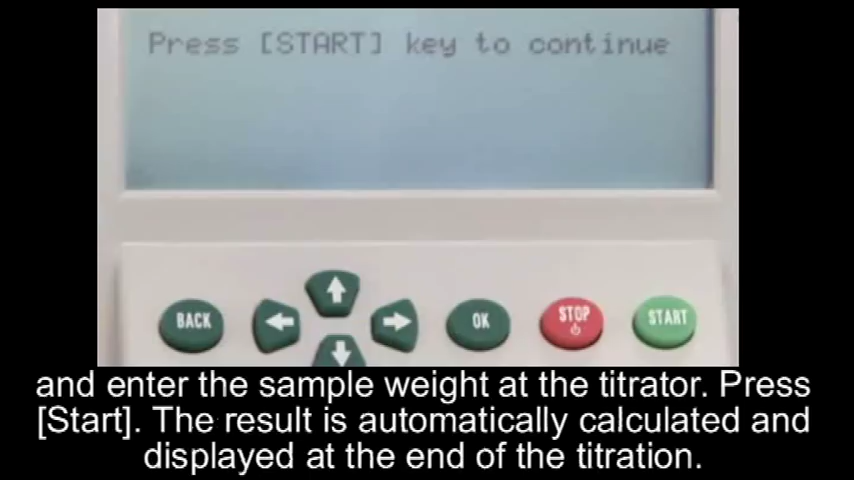 Press [START] key to continue
BACK
OK
STOP
START
and enter the sample weight at the titrator. Press
[Start]. The result is automatically calculated and
displayed at the end of the titration.